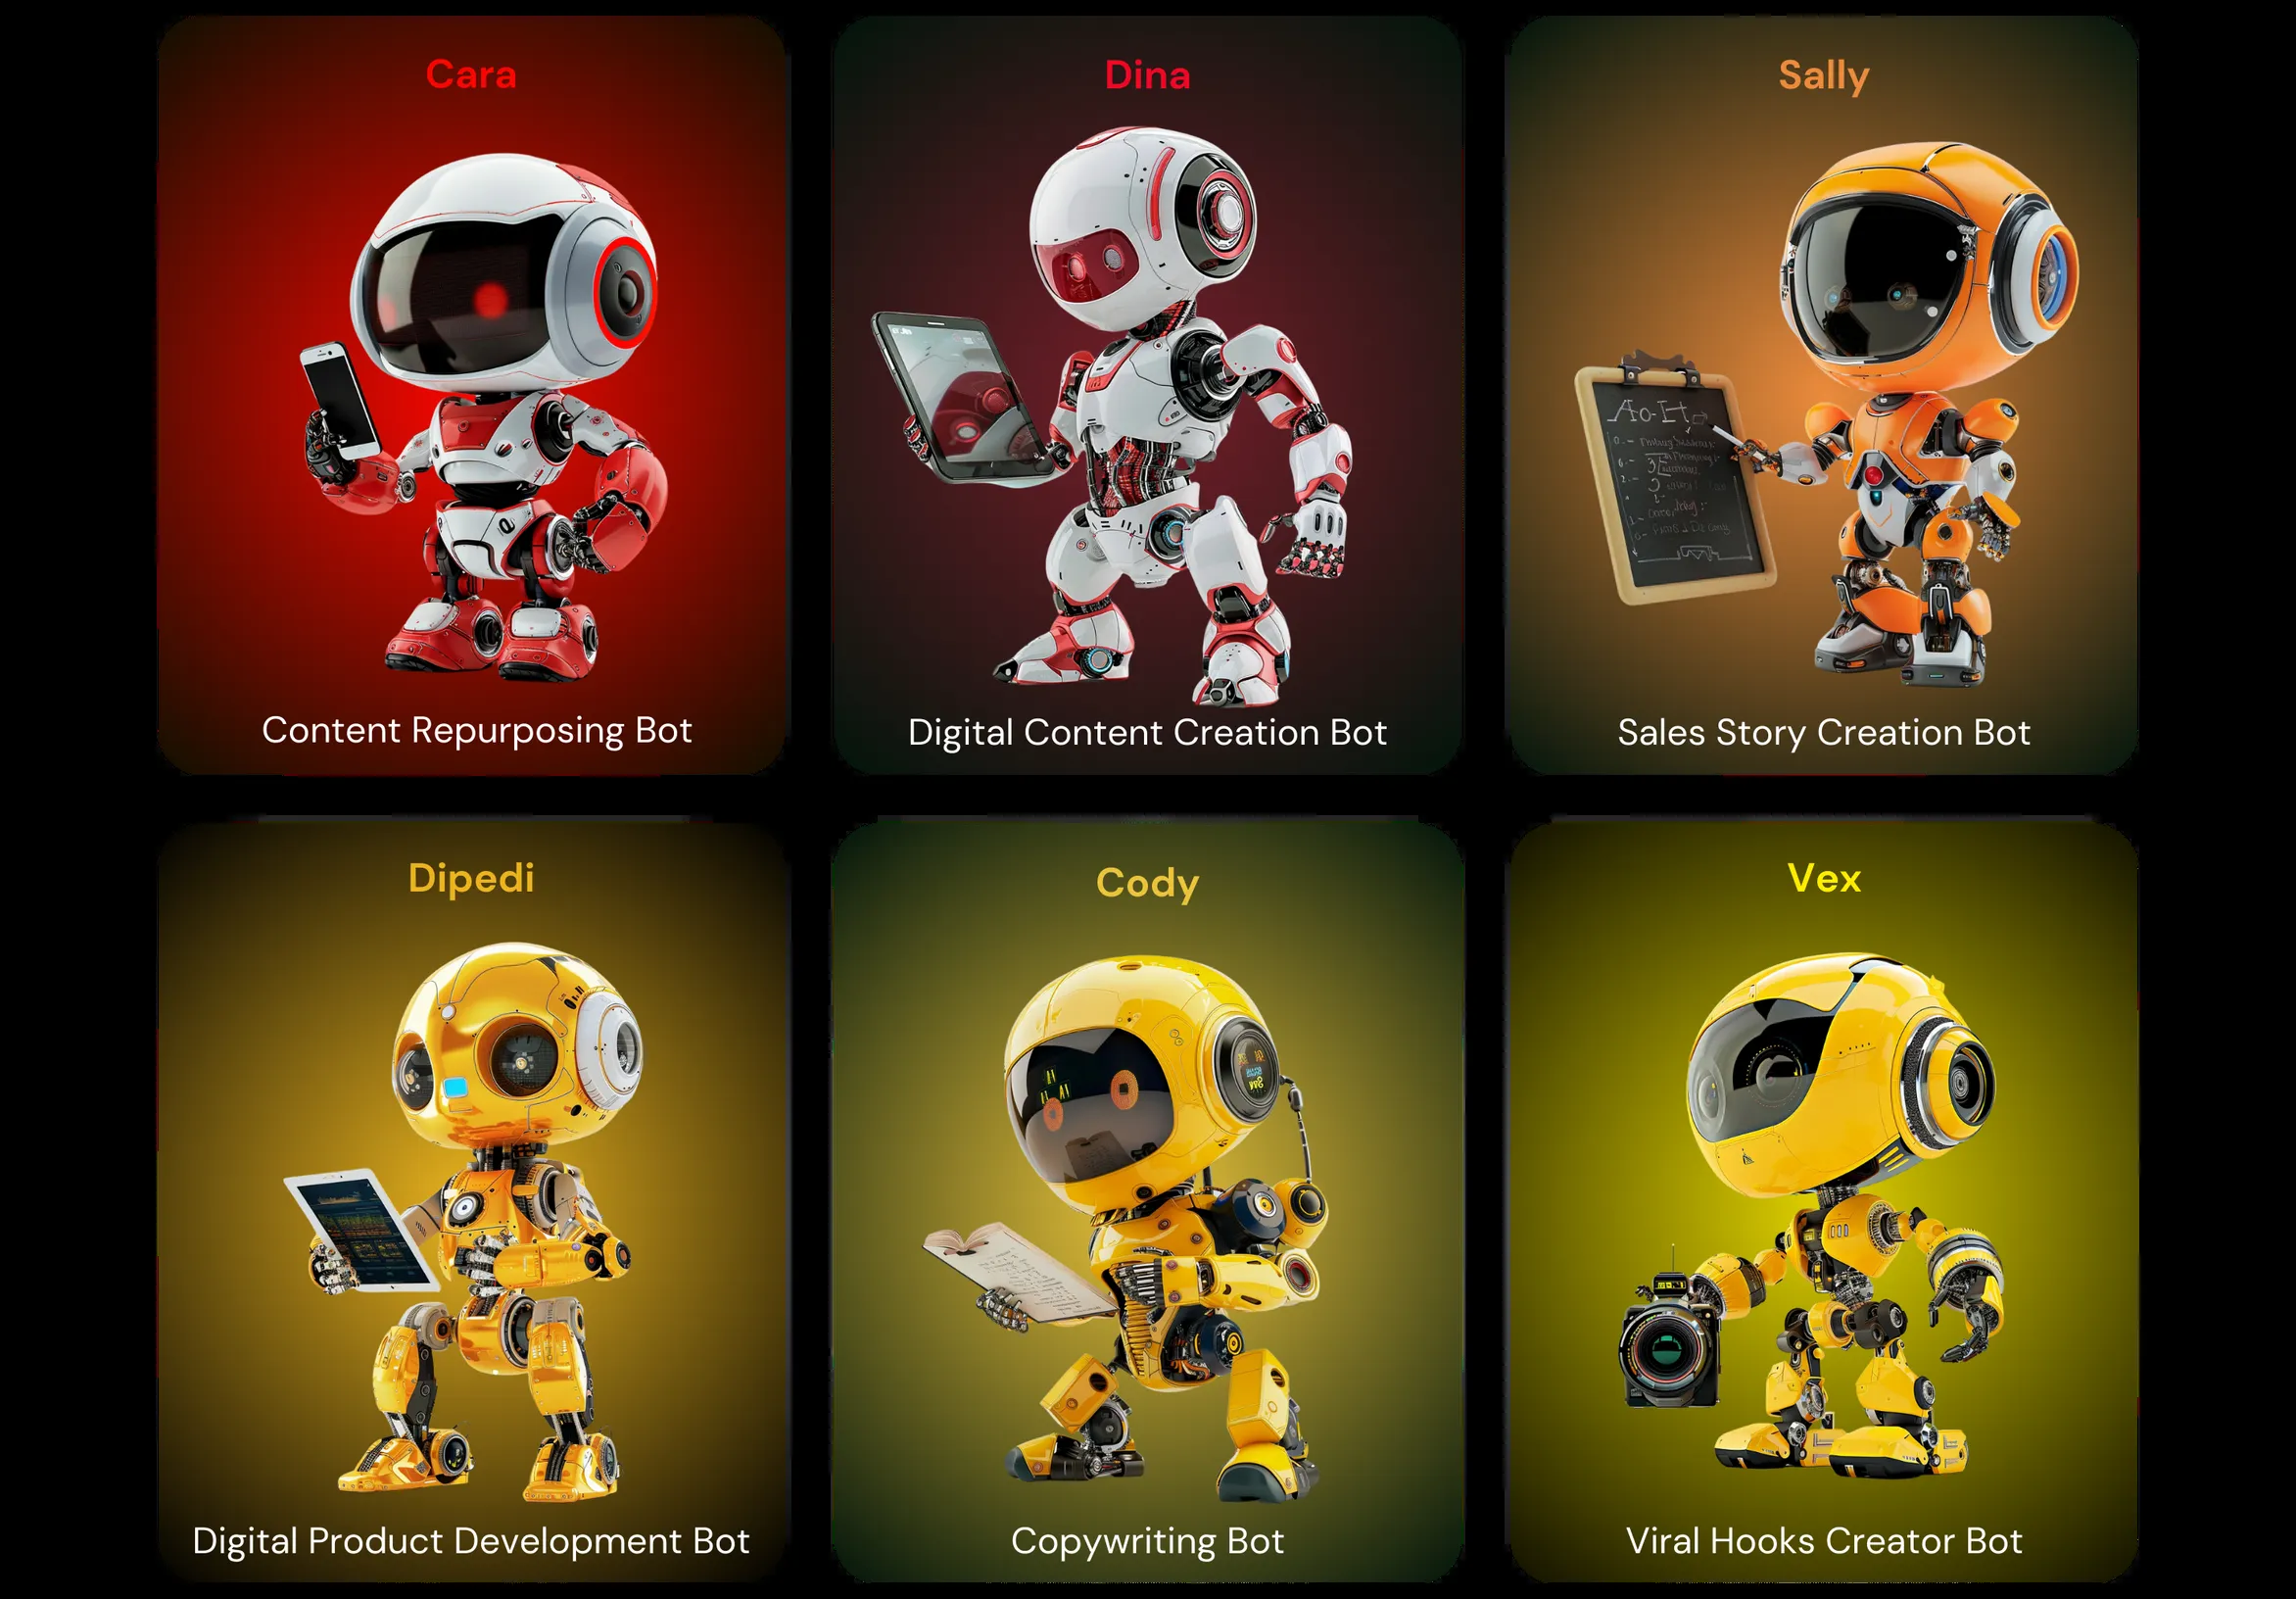 Cara
Dina
Sally
Content Repurposing Bot
Digital Content Creation Bot
Sales Story Creation Bot
Dipedi
Cody
Vex
Digital Product Development Bot
Copywriting Bot
Viral Hooks Creator Bot